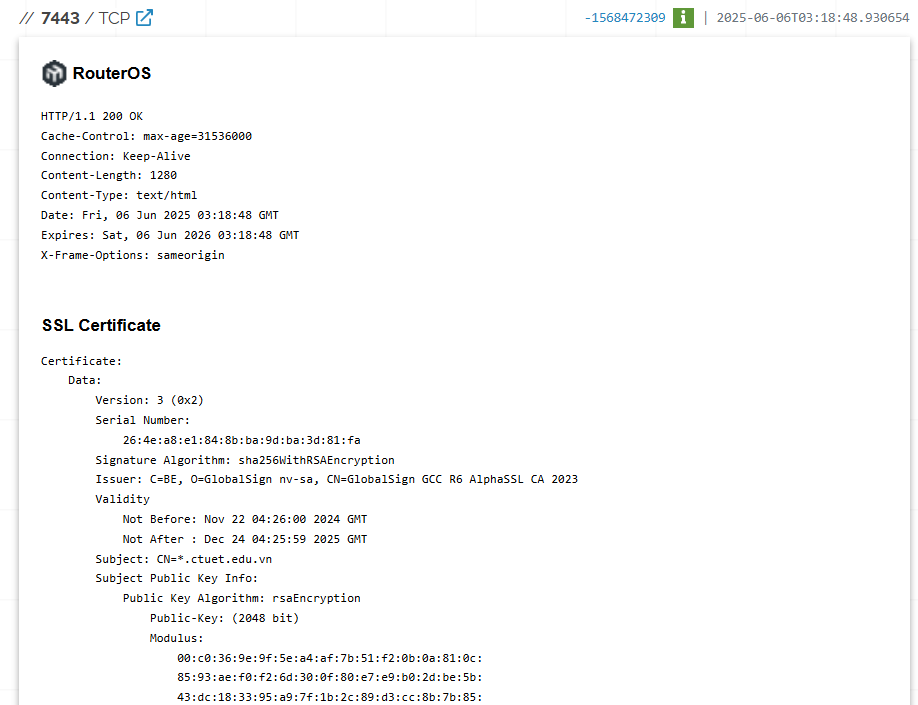 // 7443 / TCP
-1568472309 | 2025-06-06T03:18:48.930654
RouterOS
HTTP/1.1 200 OK
Cache-Control: max-age=31536000
Connection: Keep-Alive
Content-Length: 1280
Content-Type: text/html
Date: Fri, 06 Jun 2025 03:18:48 GMT
Expires: Sat, 06 Jun 2026 03:18:48 GMT
X-Frame-Options: sameorigin
SSL Certificate
Certificate:
Data:
Version: 3 (0x2)
Serial Number:
26:4e:a8:e1:84:8b:ba:9d:ba:3d:81:fa
Signature Algorithm: sha256WithRSAEncryption
Issuer: C=BE, O=GlobalSign nv-sa, CN=GlobalSign GCC R6 AlphaSSL CA 2023
Validity
Not Before: Nov 22 04:26:00 2024 GMT
Not After : Dec 24 04:25:59 2025 GMT
Subject: CN=*.ctuet.edu.vn
Subject Public Key Info:
Public Key Algorithm: rsaEncryption
Public-Key: (2048 bit)
Modulus:
00:c0:36:9e:9f:5e:a4:af:7b:51:f2:0b:0a:81:0c:
85:93:ae:f0:f2:6d:30:0f:80:e7:e9:b0:2d:be:5b:
43:dc:18:33:95:a9:7f:1b:2c:89:d3:cc:8b:7b:85: